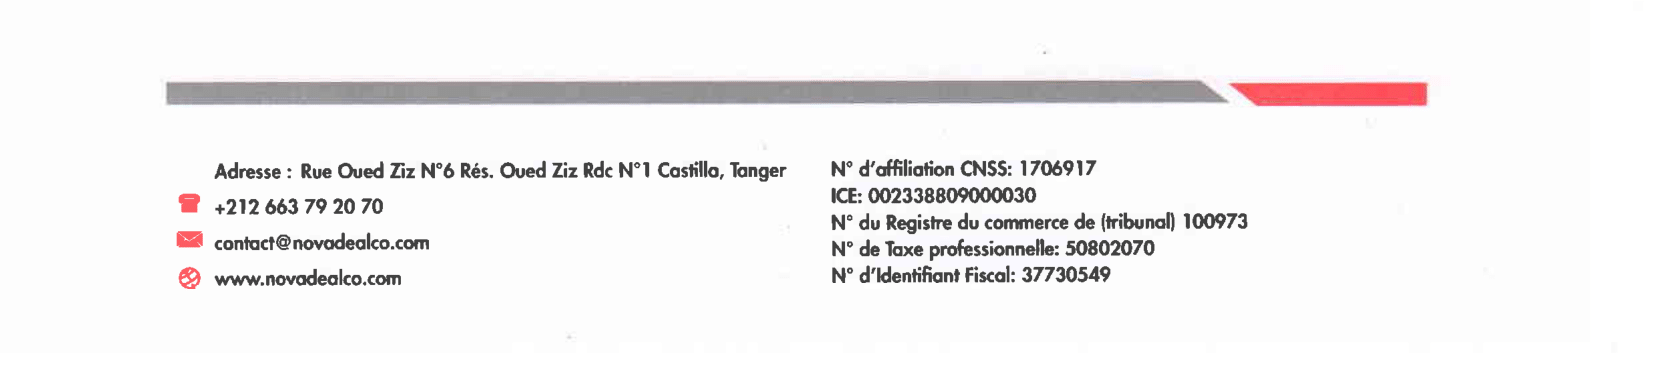 Adresse : Rue Oued Ziz N°6 Rés. Oued Ziz Rdc N°1 Castilla, Tanger
+212 663 79 20 70
contact@novadealco.com
www.novadealco.com
N° d'affiliation CNSS: 1706917
ICE: 002338809000030
N° du Registre du commerce de (tribunal) 100973
N° de Taxe professionnelle: 50802070
N° d'Identifiant Fiscal: 37730549